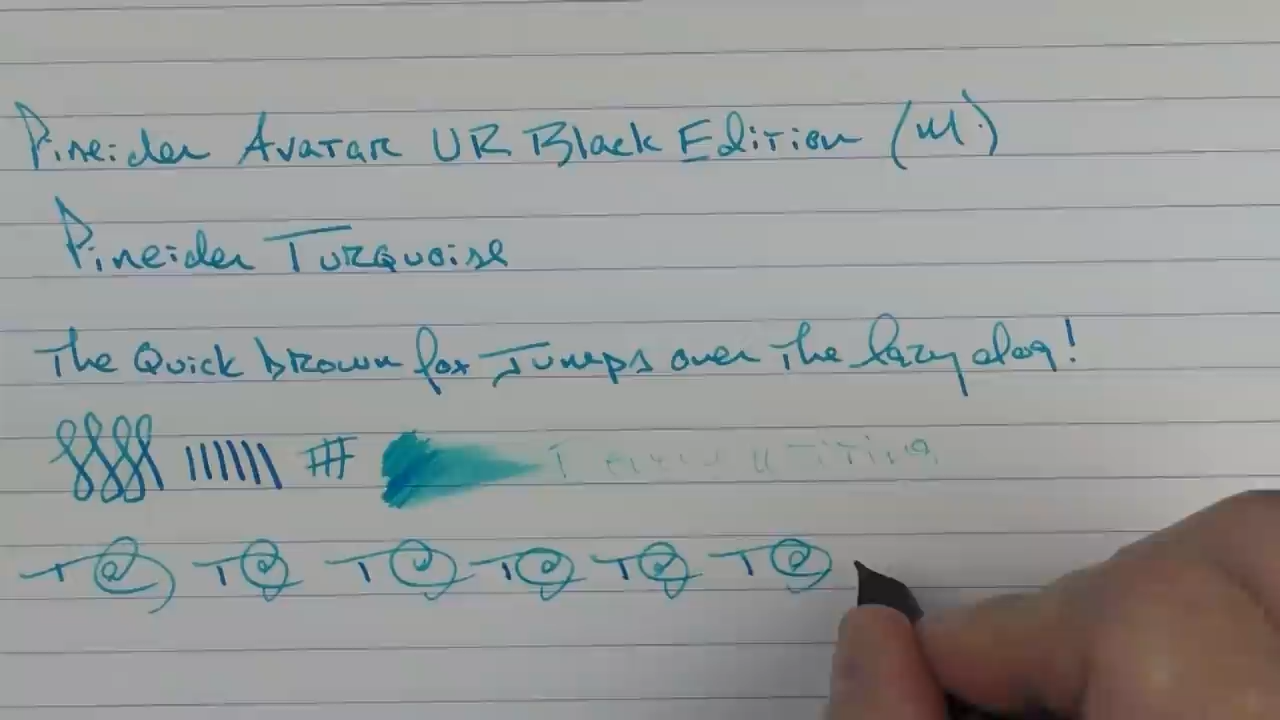 Pineider Avatar UR Black Edition (M.)
Pineider Turquoise
The Quick brown fox Jumps over The lazy dog!